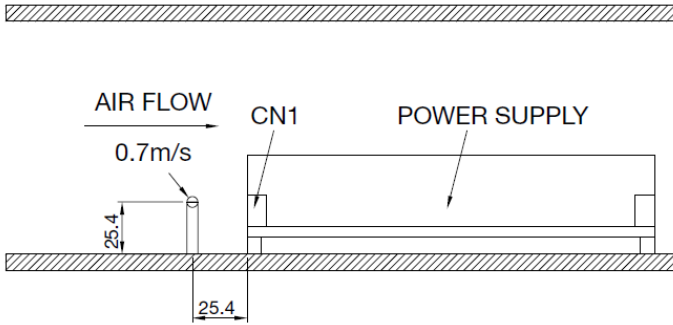 AIR FLOW
CN1
POWER SUPPLY
0.7m/s
25.4
25.4